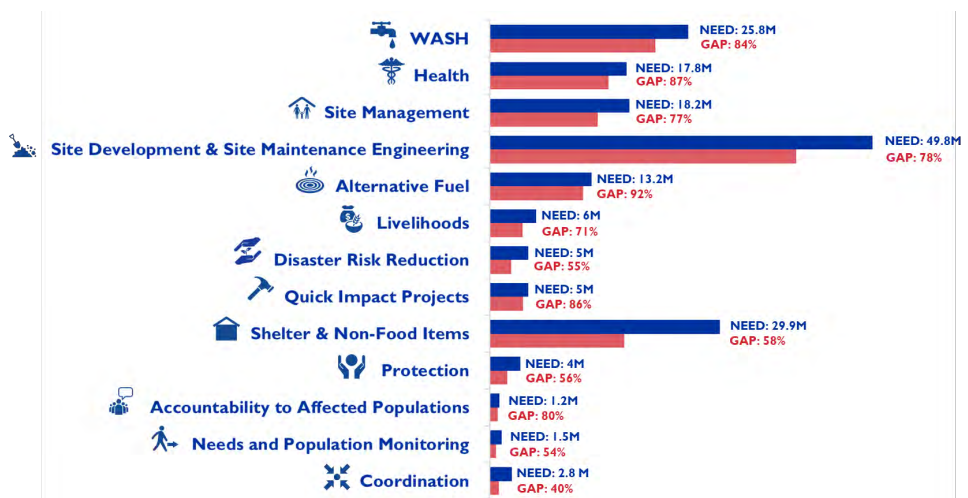 WASH
NEED: 25.8M
GAP: 84%
Health
NEED: 17.8M
GAP: 87%
Site Management
NEED: 18.2M
GAP: 77%
Site Development & Site Maintenance Engineering
NEED: 49.8M
GAP: 78%
Alternative Fuel
NEED: 13.2M
GAP: 92%
Livelihoods
NEED: 6M
GAP: 71%
Disaster Risk Reduction
NEED: 5M
GAP: 55%
Quick Impact Projects
NEED: 5M
GAP: 86%
Shelter & Non-Food Items
NEED: 29.9M
GAP: 58%
Protection
NEED: 4M
GAP: 56%
Accountability to Affected Populations
NEED: 1.2M
GAP: 80%
Needs and Population Monitoring
NEED: 1.5M
GAP: 54%
Coordination
NEED: 2.8 M
GAP: 40%